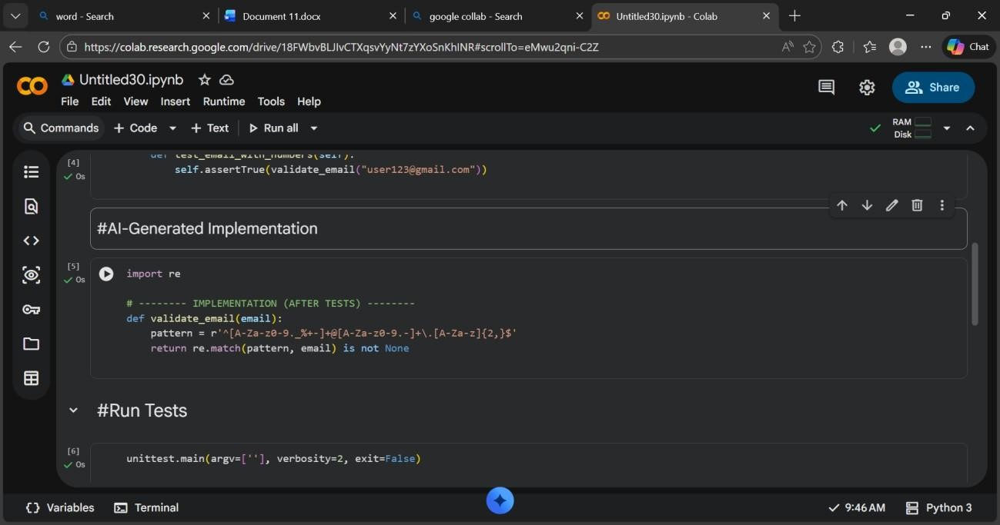 word - Search
Document 11.docx
google collab - Search
Untitled30.ipynb - Colab
https://colab.research.google.com/drive/18FWbvBLJIvCTXqsvYyNt7zYXoSnKhINR#scrollTo=eMwu2qni-C2Z
Chat
Untitled30.ipynb
File Edit View Insert Runtime Tools Help
Share
Commands + Code + Text Run all
RAM
Disk
[4]
def test_email_with_numbers(self):
0s
self.assertTrue(validate_email("user123@gmail.com"))
#AI-Generated Implementation
[5]
0s
import re
# -------- IMPLEMENTATION (AFTER TESTS) --------
def validate_email(email):
pattern = r'^[A-Za-z0-9._%+-]+@[A-Za-z0-9.-]+\.[A-Za-z]{2,}$'
return re.match(pattern, email) is not None
#Run Tests
[6]
0s
unittest.main(argv=[''], verbosity=2, exit=False)
Variables Terminal
9:46 AM Python 3